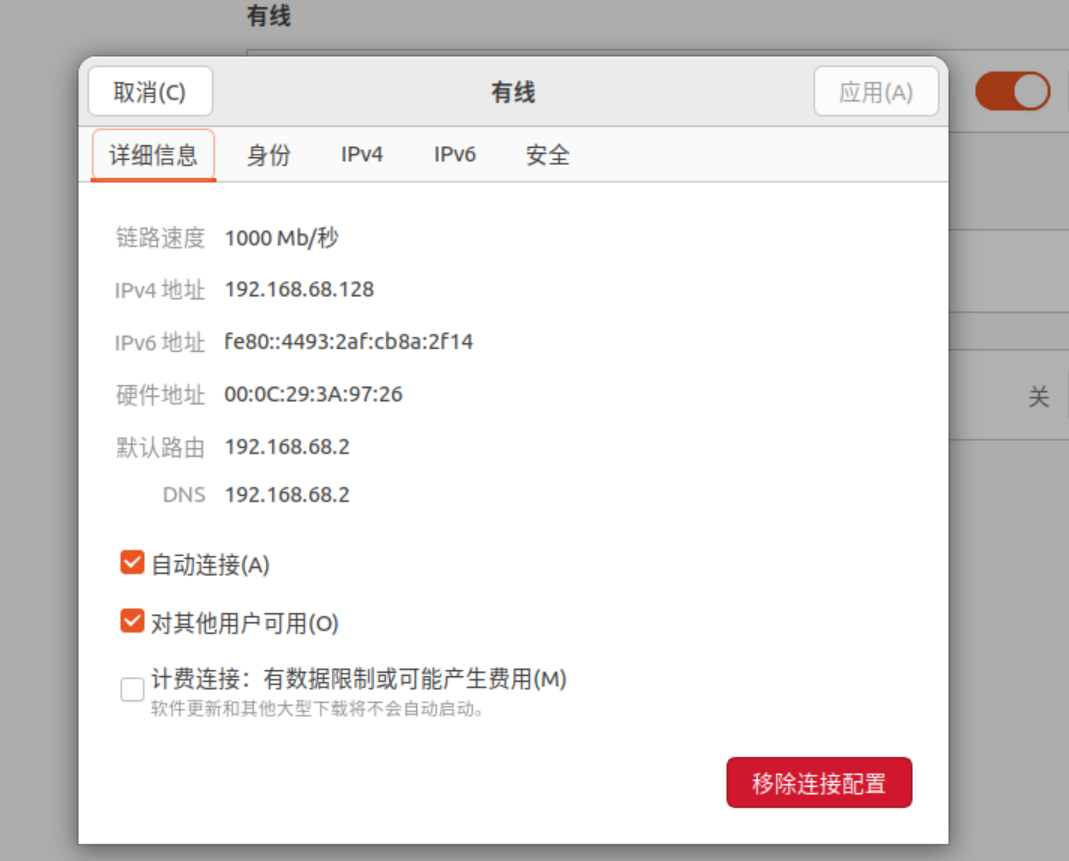 有线
取消(C) 有线 应用(A)
详细信息 身份 IPv4 IPv6 安全
链路速度 1000 Mb/秒
IPv4 地址 192.168.68.128
IPv6 地址 fe80::4493:2af:cb8a:2f14
硬件地址 00:0C:29:3A:97:26
关
默认路由 192.168.68.2
DNS 192.168.68.2
自动连接(A)
对其他用户可用(O)
计费连接：有数据限制或可能产生费用(M)
软件更新和其他大型下载将不会自动启动。
移除连接配置